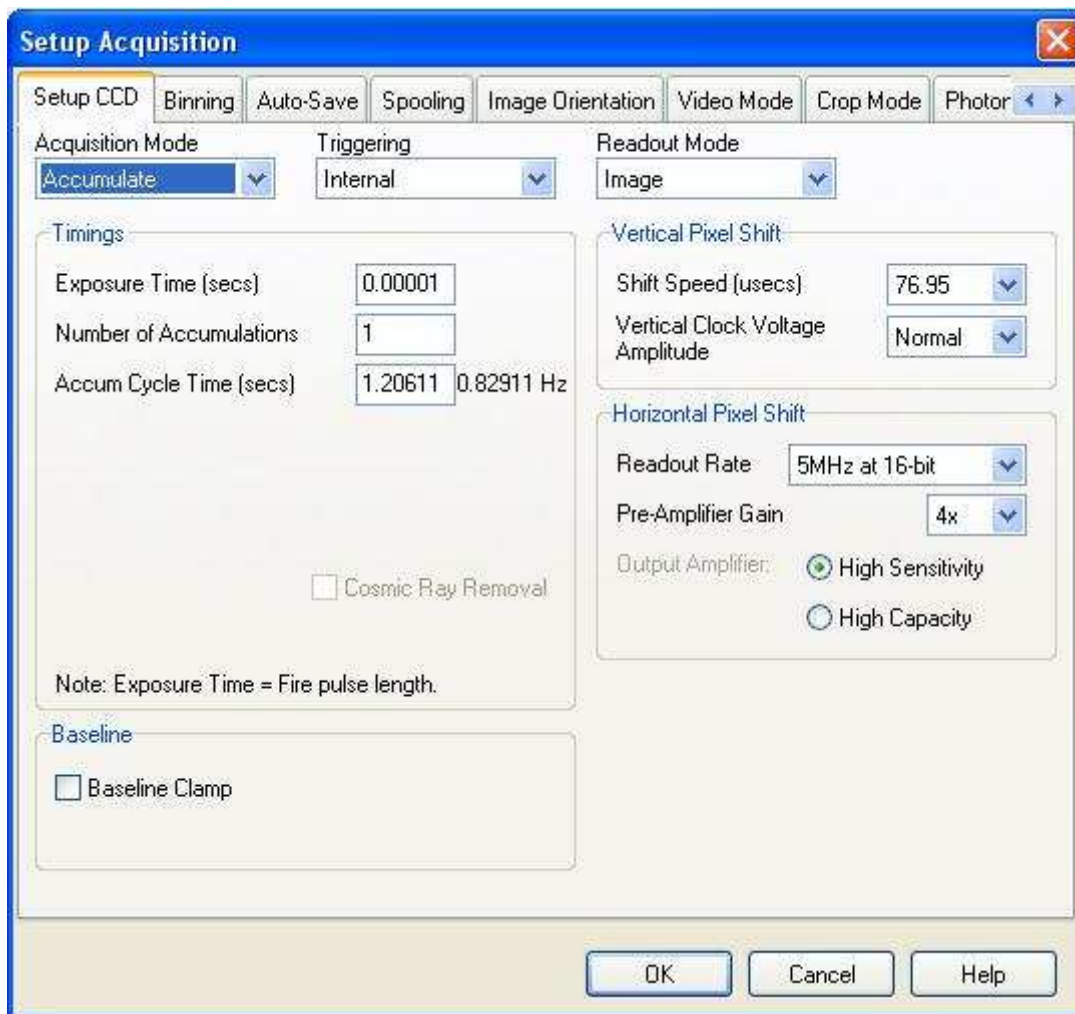 Setup Acquisition
Setup CCD Binning Auto-Save Spooling Image Orientation Video Mode Crop Mode Photor
Acquisition Mode Triggering Readout Mode
Accumulate Internal Image
Timings
Exposure Time (secs) 0.00001
Number of Accumulations 1
Accum Cycle Time (secs) 1.20611 0.82911 Hz
Cosmic Ray Removal
Note: Exposure Time = Fire pulse length.
Baseline
Baseline Clamp
Vertical Pixel Shift
Shift Speed (usecs) 76.95
Vertical Clock Voltage
Amplitude Normal
Horizontal Pixel Shift
Readout Rate 5MHz at 16-bit
Pre-Amplifier Gain 4x
Output Amplifier: High Sensitivity
High Capacity
OK Cancel Help